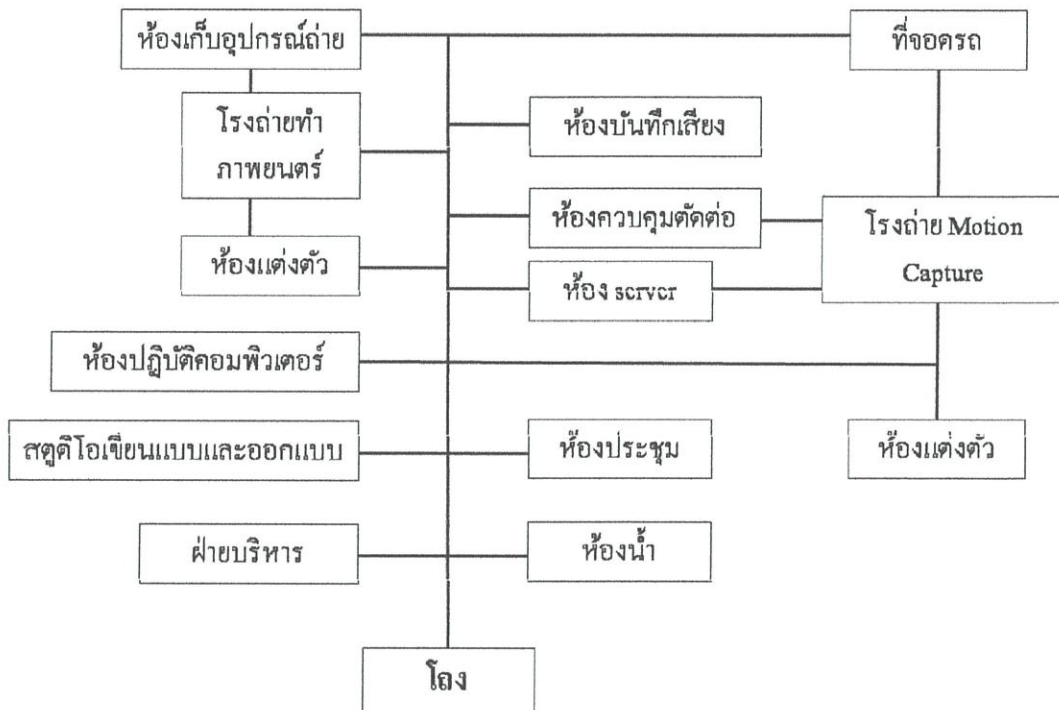 ห้องเก็บอุปกรณ์ถ่าย
ที่จอดรถ
โรงถ่ายทำ
ภาพยนตร์
ห้องบันทึกเสียง
ห้องควบคุมตัดต่อ
โรงถ่าย Motion
Capture
ห้องแต่งตัว
ห้อง server
ห้องปฎิบัติคอมพิวเตอร์
สตูดิโอเขียนแบบและออกแบบ
ห้องประชุม
ห้องแต่งตัว
ฝ่ายบริหาร
ห้องน้ำ
โถง